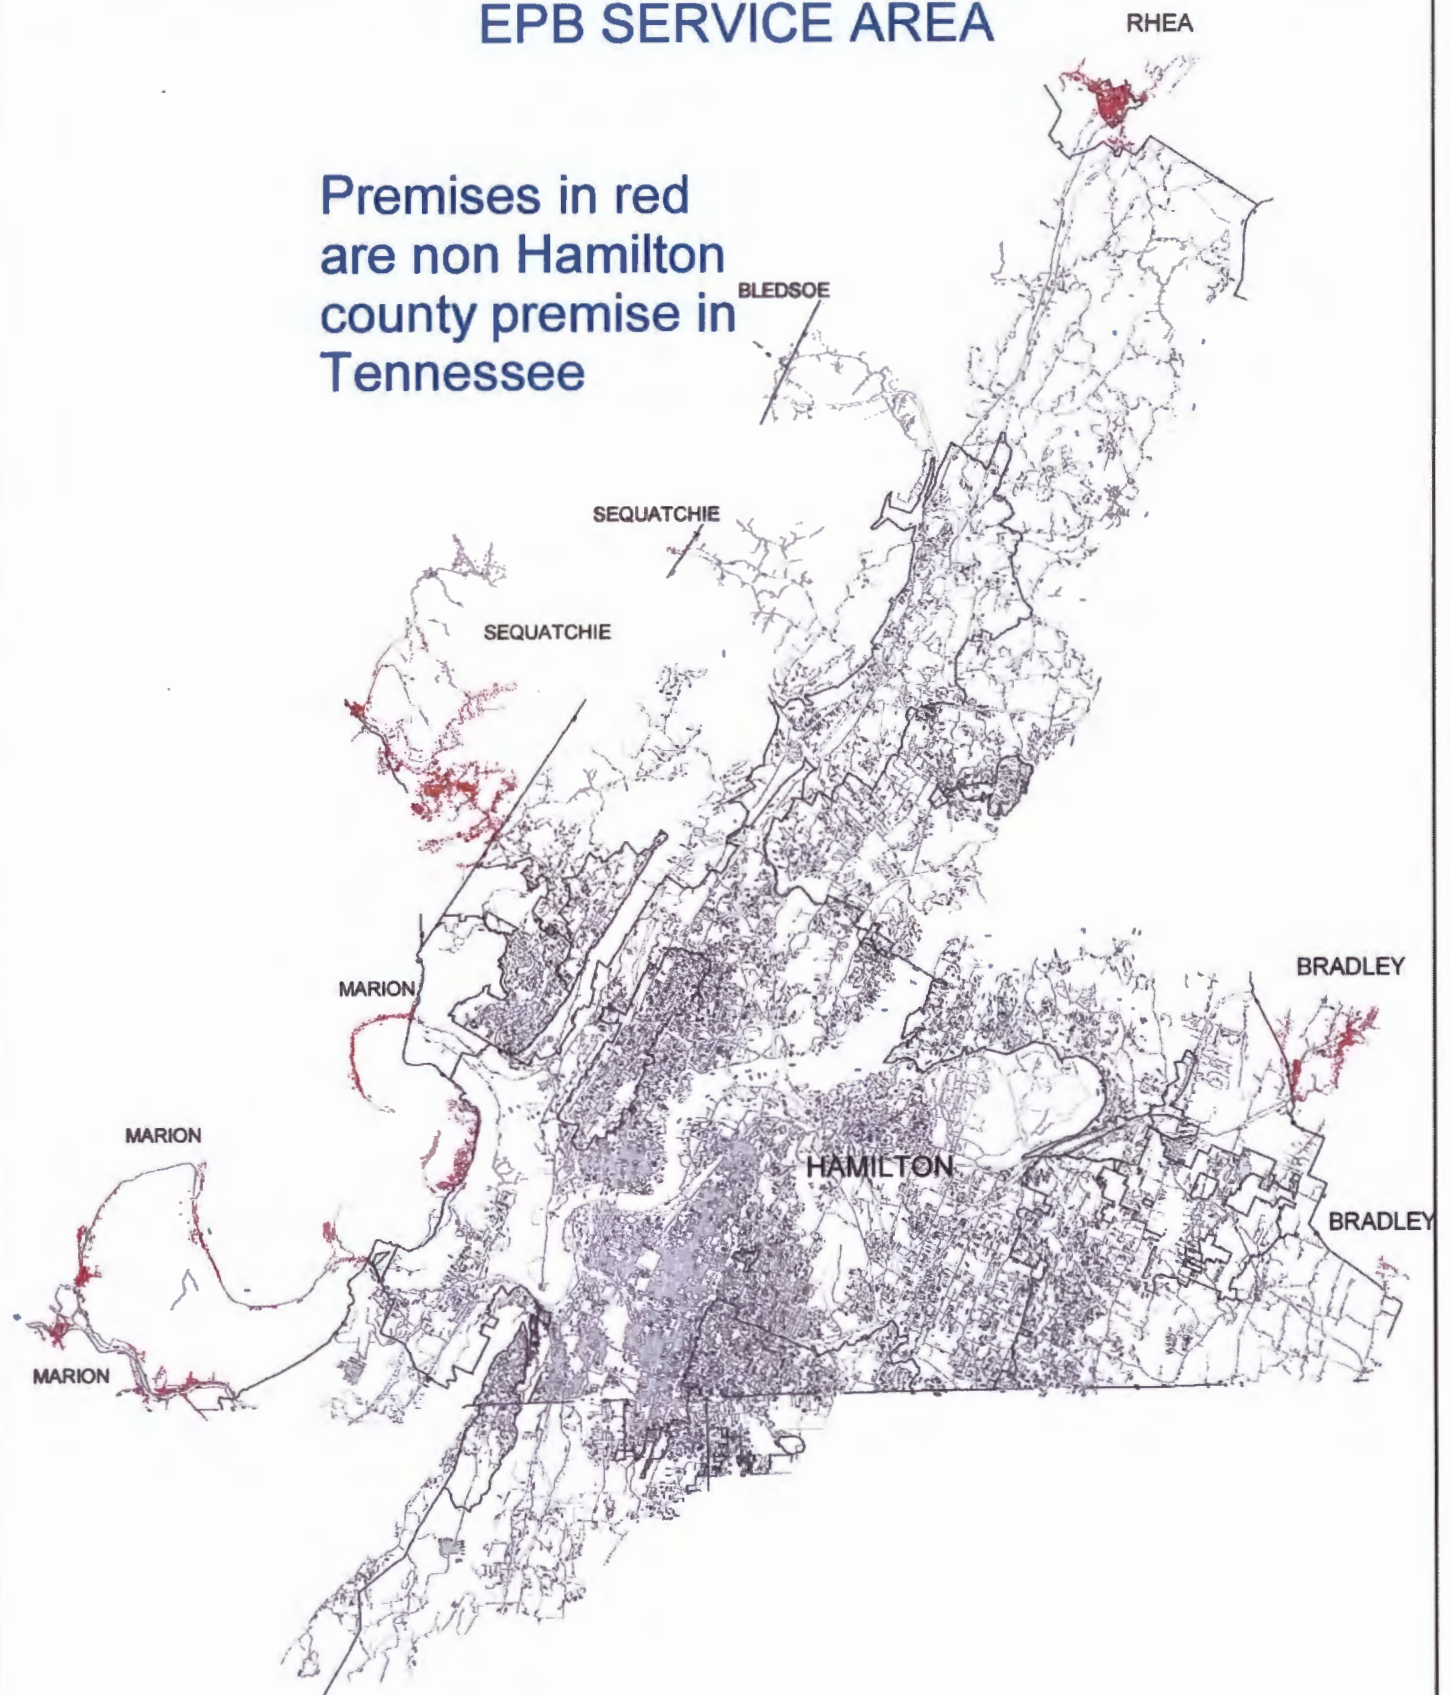 EPB SERVICE AREA
RHEA
Premises in red
are non Hamilton
county premise in
Tennessee
BLEDSOE
SEQUATCHIE
SEQUATCHIE
BRADLEY
MARION
MARION
HAMILTON
BRADLEY
MARION